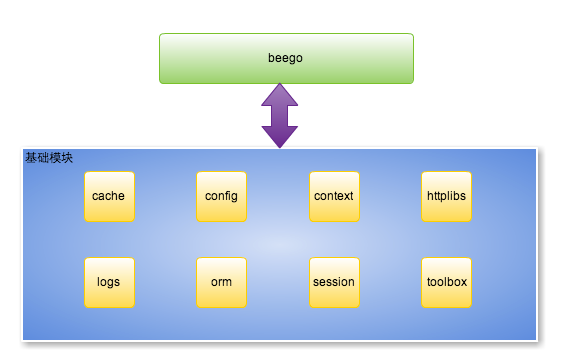 beego
基础模块
cache config context httplibs
logs orm session toolbox